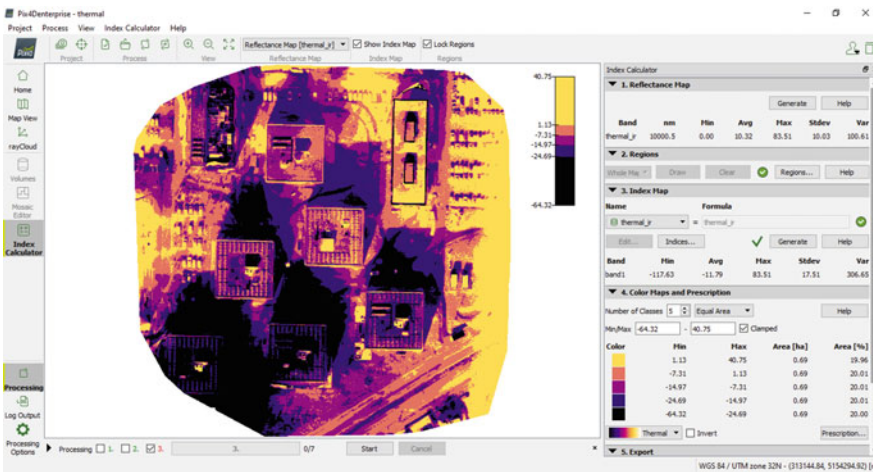 Pix4Denterprise - thermal
Project Process View Index Calculator Help
Reflectance Map [thermal_ir] Show Index Map Lock Regions
Project Process View Reflectance Map Index Map Regions
Home
Map View
rayCloud
Volumes
Mosaic
Editor
Index
Calculator
Processing
Log Output
Processing
Options
40.75
1.13
-7.31
-14.97
-24.69
-64.32
Index Calculator
1. Reflectance Map
Generate Help
Band nm Min Avg Max Stdev Var
thermal_ir 10000.5 0.00 10.32 83.51 10.03 100.61
2. Regions
Whole Map Draw Clear Regions... Help
3. Index Map
Name Formula
thermal_ir = thermal_ir
Edit... Indices... Generate Help
Band Min Avg Max Stdev Var
band1 -117.63 -11.79 83.51 17.51 306.65
4. Color Maps and Prescription
Number of Classes 5 Equal Area Help
Min/Max -64.32 - 40.75 Clamped
Color Min Max Area [ha] Area [%]
1.13 40.75 0.69 19.96
-7.31 1.13 0.69 20.01
-14.97 -7.31 0.69 20.01
-24.69 -14.97 0.69 20.01
-64.32 -24.69 0.69 20.00
Thermal Invert Prescription...
5. Export
Processing 1. 2. 3. 3. 0/7 Start Cancel
WGS 84 / UTM zone 32N - (313144.84, 5154294.92)